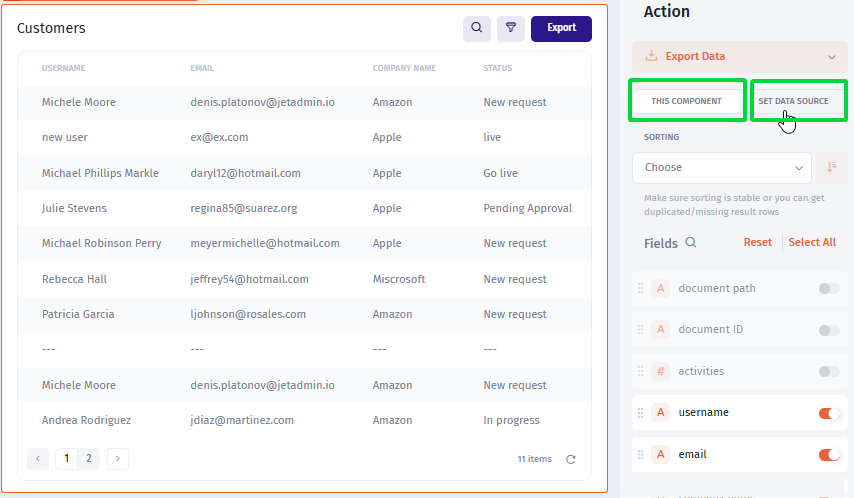 Customers
Export
USERNAME EMAIL COMPANY NAME STATUS
Michele Moore denis.platonov@jetadmin.io Amazon New request
new user ex@ex.com Apple live
Michael Phillips Markle daryl12@hotmail.com Apple Go live
Julie Stevens regina85@suarez.org Apple Pending Approval
Michael Robinson Perry meyermichelle@hotmail.com Apple New request
Rebecca Hall jeffrey54@hotmail.com Miscrosoft New request
Patricia Garcia ljohnson@rosales.com Amazon New request
--- --- --- ---
Michele Moore denis.platonov@jetadmin.io Amazon New request
Andrea Rodriguez jdiaz@martinez.com Amazon In progress
‹ 1 2 › 11 items
Action
Export Data
THIS COMPONENT SET DATA SOURCE
SORTING
Choose
Make sure sorting is stable or you can get
duplicated/missing result rows
Fields Reset Select All
A document path
A document ID
# activities
A username
A email